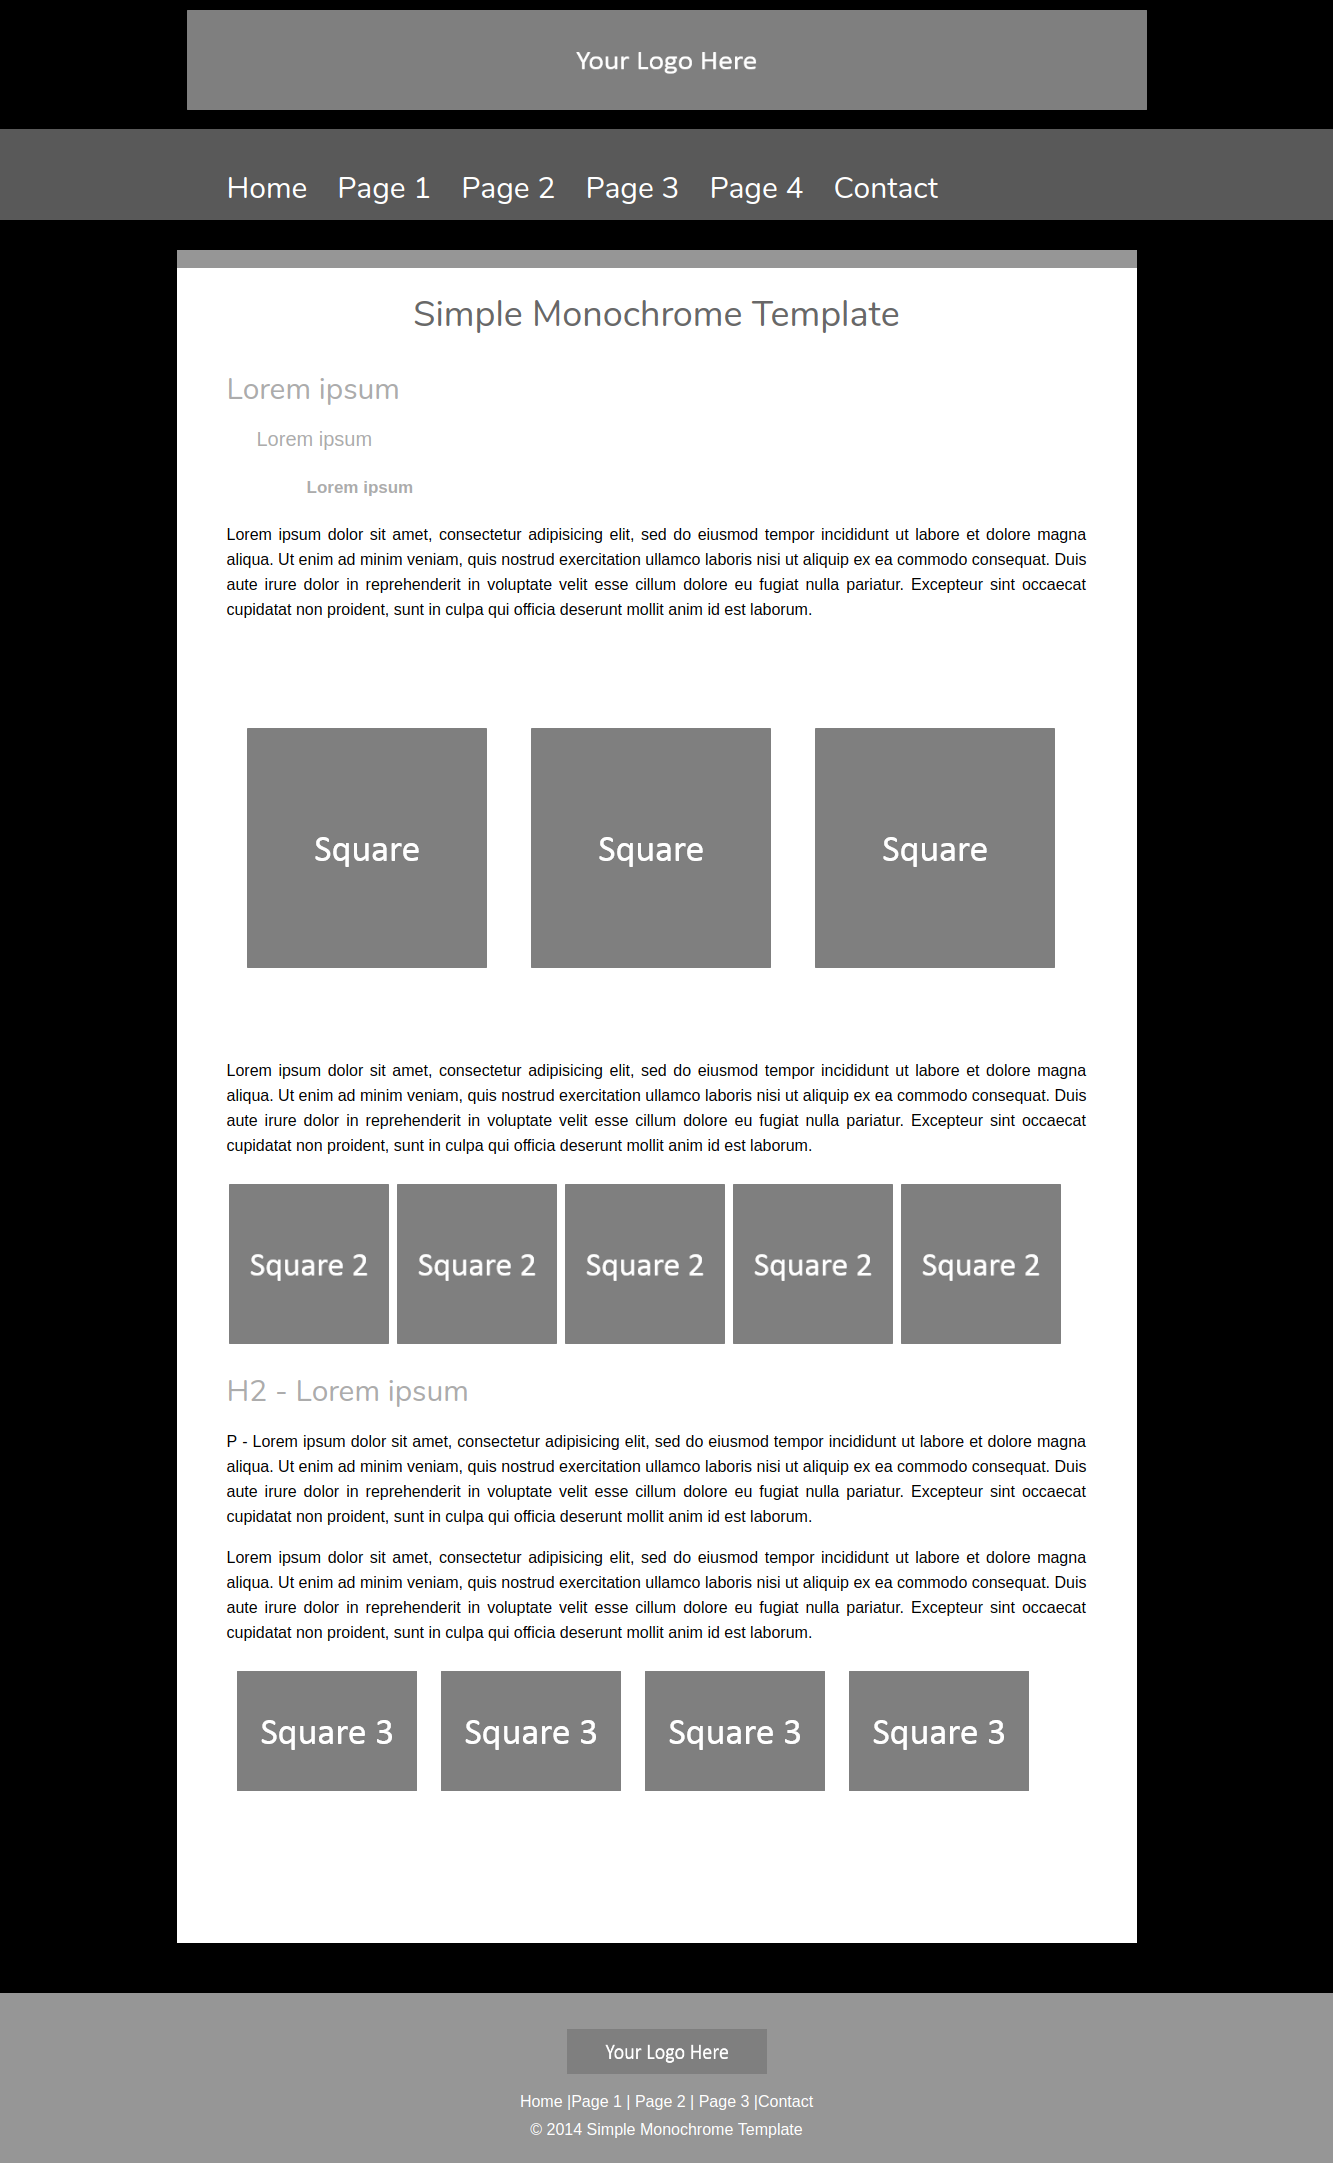 Your Logo Here
Home Page 1 Page 2 Page 3 Page 4 Contact
Simple Monochrome Template
Lorem ipsum
Lorem ipsum
Lorem ipsum
Lorem ipsum dolor sit amet, consectetur adipisicing elit, sed do eiusmod tempor incididunt ut labore et dolore magna
aliqua. Ut enim ad minim veniam, quis nostrud exercitation ullamco laboris nisi ut aliquip ex ea commodo consequat. Duis
aute irure dolor in reprehenderit in voluptate velit esse cillum dolore eu fugiat nulla pariatur. Excepteur sint occaecat
cupidatat non proident, sunt in culpa qui officia deserunt mollit anim id est laborum.
Square Square Square
Lorem ipsum dolor sit amet, consectetur adipisicing elit, sed do eiusmod tempor incididunt ut labore et dolore magna
aliqua. Ut enim ad minim veniam, quis nostrud exercitation ullamco laboris nisi ut aliquip ex ea commodo consequat. Duis
aute irure dolor in reprehenderit in voluptate velit esse cillum dolore eu fugiat nulla pariatur. Excepteur sint occaecat
cupidatat non proident, sunt in culpa qui officia deserunt mollit anim id est laborum.
Square 2 Square 2 Square 2 Square 2 Square 2
H2 - Lorem ipsum
P - Lorem ipsum dolor sit amet, consectetur adipisicing elit, sed do eiusmod tempor incididunt ut labore et dolore magna
aliqua. Ut enim ad minim veniam, quis nostrud exercitation ullamco laboris nisi ut aliquip ex ea commodo consequat. Duis
aute irure dolor in reprehenderit in voluptate velit esse cillum dolore eu fugiat nulla pariatur. Excepteur sint occaecat
cupidatat non proident, sunt in culpa qui officia deserunt mollit anim id est laborum.
Lorem ipsum dolor sit amet, consectetur adipisicing elit, sed do eiusmod tempor incididunt ut labore et dolore magna
aliqua. Ut enim ad minim veniam, quis nostrud exercitation ullamco laboris nisi ut aliquip ex ea commodo consequat. Duis
aute irure dolor in reprehenderit in voluptate velit esse cillum dolore eu fugiat nulla pariatur. Excepteur sint occaecat
cupidatat non proident, sunt in culpa qui officia deserunt mollit anim id est laborum.
Square 3 Square 3 Square 3 Square 3
Your Logo Here
Home |Page 1 | Page 2 | Page 3 |Contact
© 2014 Simple Monochrome Template